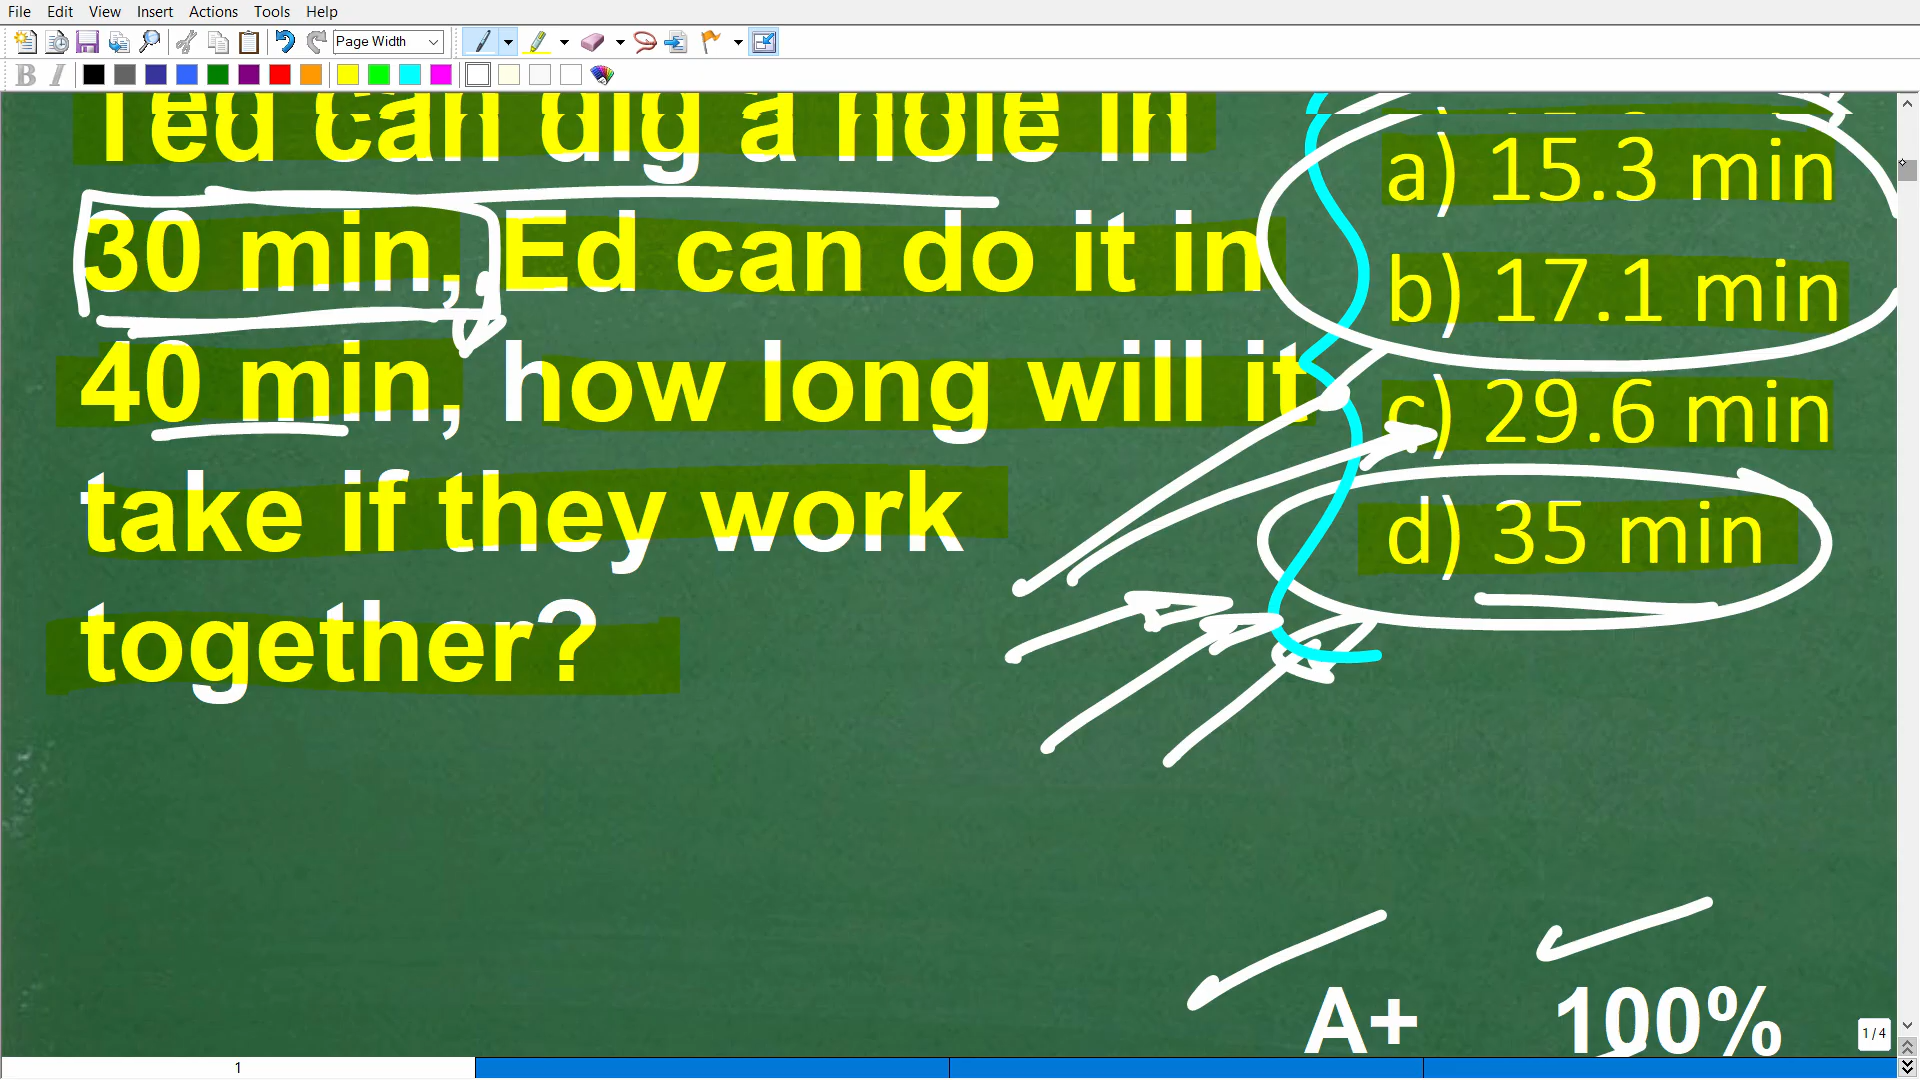 File Edit View Insert Actions Tools Help
Page Width
B I
Ted can dig a hole in
30 min, Ed can do it in
40 min, how long will it
take if they work
together?
a) 15.3 min
b) 17.1 min
c) 29.6 min
d) 35 min
A+ 100%
1 / 4
1